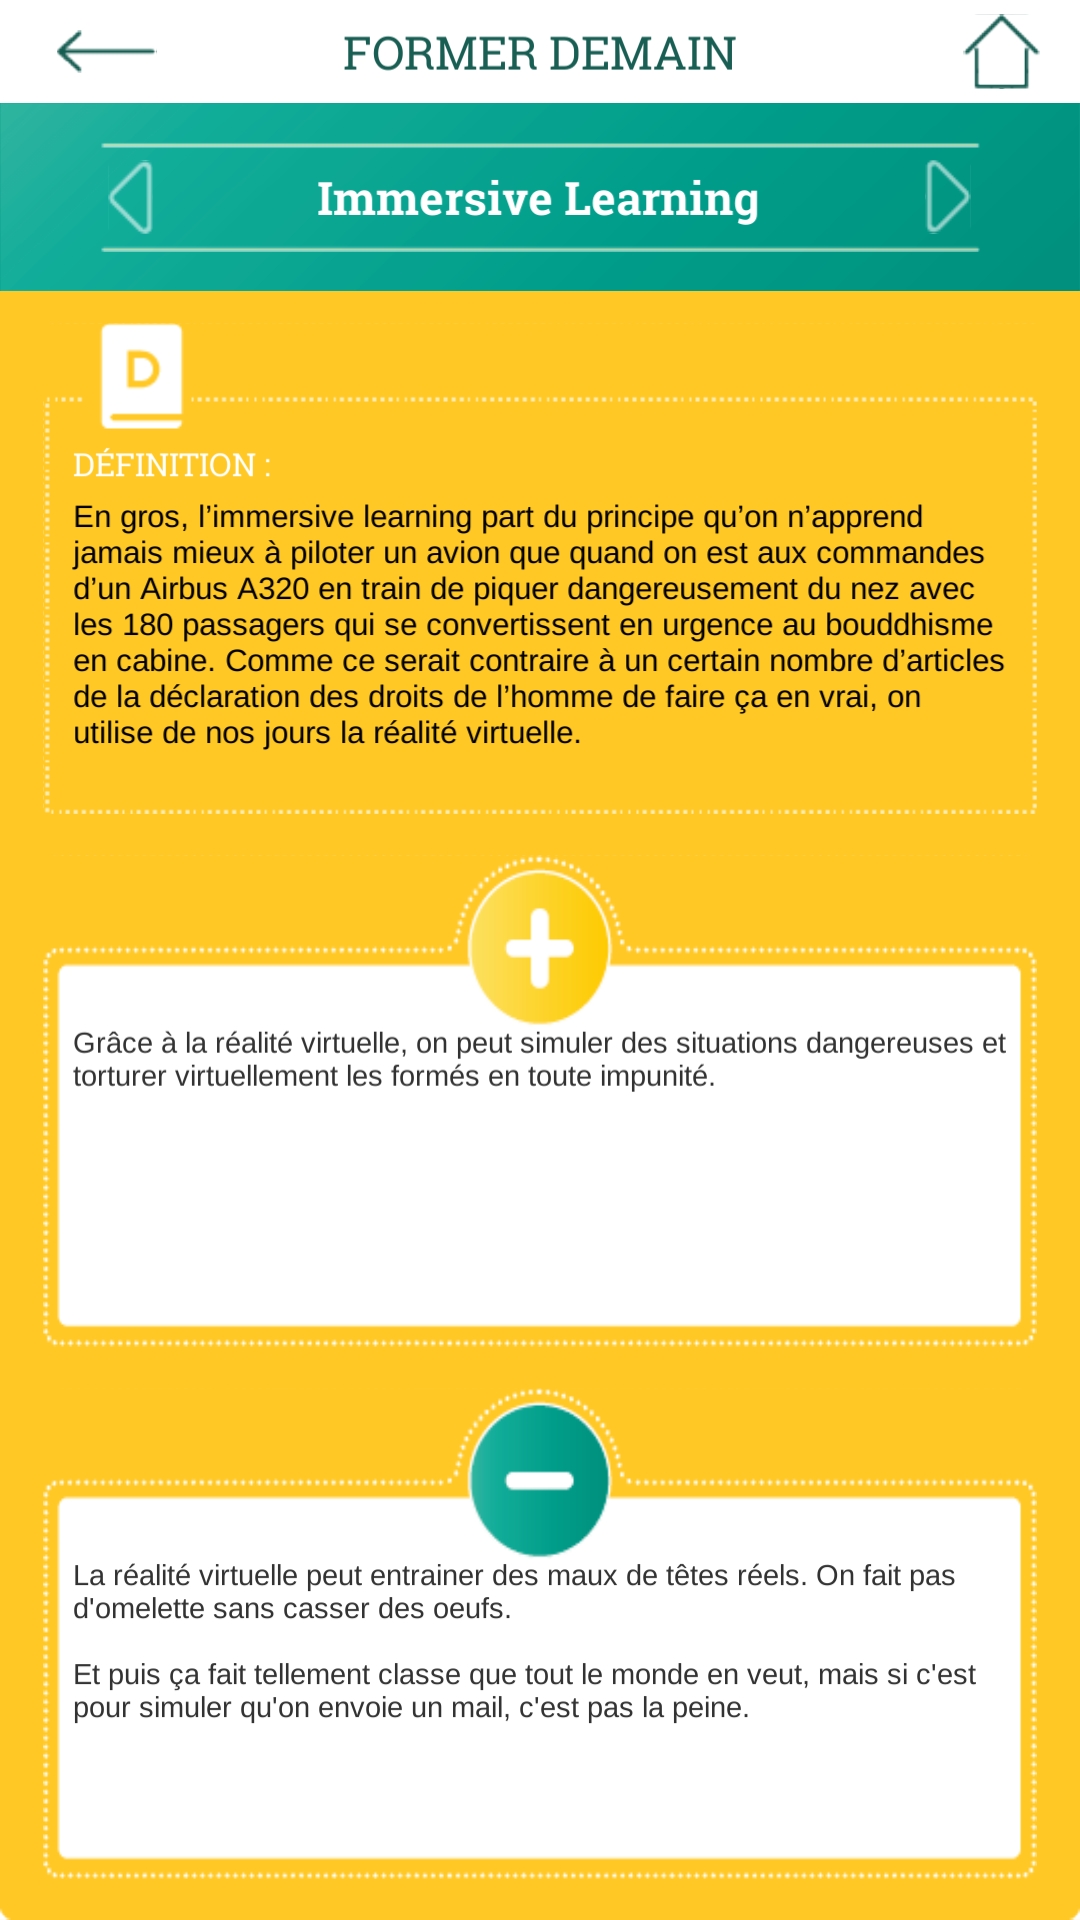 FORMER DEMAIN
Immersive Learning
D
DÉFINITION :
En gros, l’immersive learning part du principe qu’on n’apprend
jamais mieux à piloter un avion que quand on est aux commandes
d’un Airbus A320 en train de piquer dangereusement du nez avec
les 180 passagers qui se convertissent en urgence au bouddhisme
en cabine. Comme ce serait contraire à un certain nombre d’articles
de la déclaration des droits de l’homme de faire ça en vrai, on
utilise de nos jours la réalité virtuelle.
Grâce à la réalité virtuelle, on peut simuler des situations dangereuses et
torturer virtuellement les formés en toute impunité.
La réalité virtuelle peut entrainer des maux de têtes réels. On fait pas
d'omelette sans casser des oeufs.
Et puis ça fait tellement classe que tout le monde en veut, mais si c'est
pour simuler qu'on envoie un mail, c'est pas la peine.